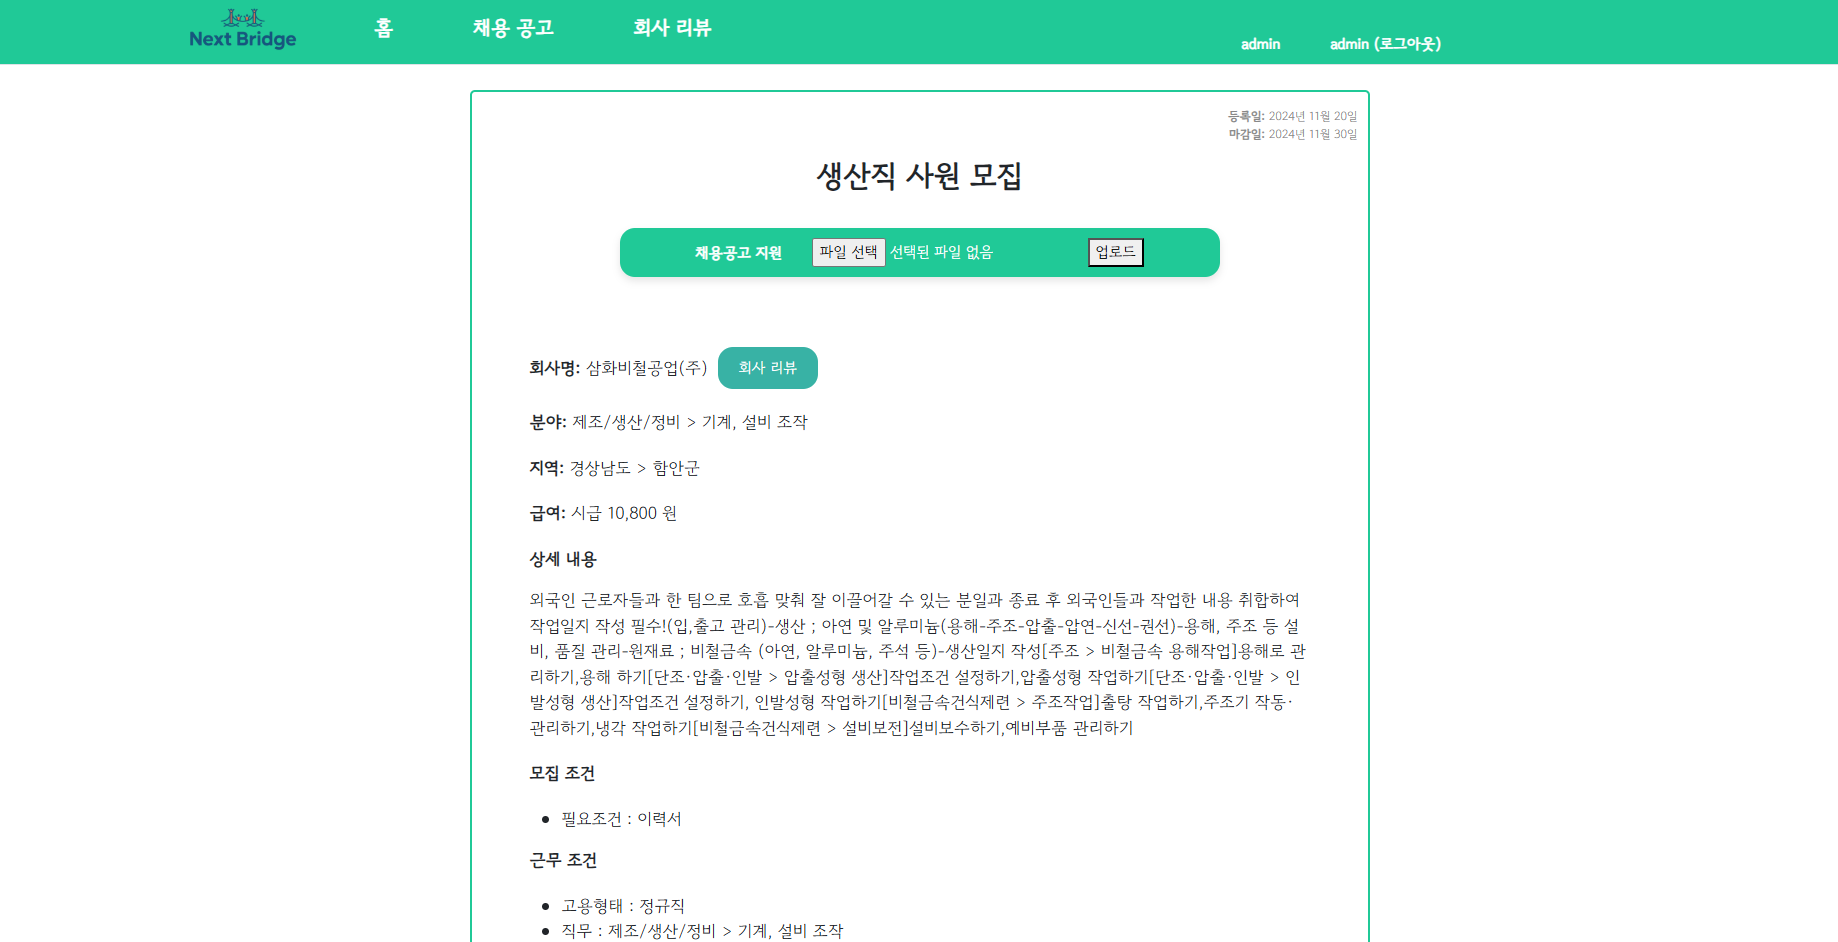 Next Bridge
홈
채용 공고
회사 리뷰
admin
admin (로그아웃)
등록일: 2024년 11월 20일
마감일: 2024년 11월 30일
생산직 사원 모집
채용공고 지원 파일 선택 선택된 파일 없음 업로드
회사명: 삼화비철공업(주) 회사 리뷰
분야: 제조/생산/정비 > 기계, 설비 조작
지역: 경상남도 > 함안군
급여: 시급 10,800 원
상세 내용
외국인 근로자들과 한 팀으로 호흡 맞춰 잘 이끌어갈 수 있는 분일과 종료 후 외국인들과 작업한 내용 취합하여
작업일지 작성 필수!(입,출고 관리)-생산 ; 아연 및 알루미늄(용해-주조-압출-압연-신선-권선)-용해, 주조 등 설
비, 품질 관리-원재료 ; 비철금속 (아연, 알루미늄, 주석 등)-생산일지 작성[주조 > 비철금속 용해작업]용해로 관
리하기,용해 하기[단조·압출·인발 > 압출성형 생산]작업조건 설정하기,압출성형 작업하기[단조·압출·인발 > 인
발성형 생산]작업조건 설정하기, 인발성형 작업하기[비철금속건식제련 > 주조작업]출탕 작업하기,주조기 작동·
관리하기,냉각 작업하기[비철금속건식제련 > 설비보전]설비보수하기,예비부품 관리하기
모집 조건
• 필요조건 : 이력서
근무 조건
• 고용형태 : 정규직
• 직무 : 제조/생산/정비 > 기계, 설비 조작